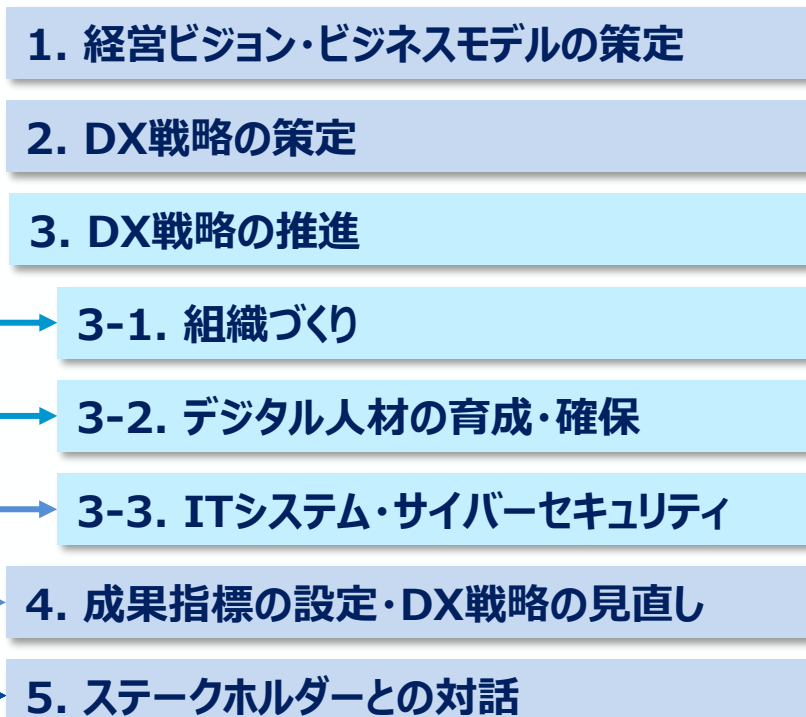 1. 経営ビジョン・ビジネスモデルの策定
2. DX戦略の策定
3. DX戦略の推進
3-1. 組織づくり
3-2. デジタル人材の育成・確保
3-3. ITシステム・サイバーセキュリティ
4. 成果指標の設定・DX戦略の見直し
5. ステークホルダーとの対話